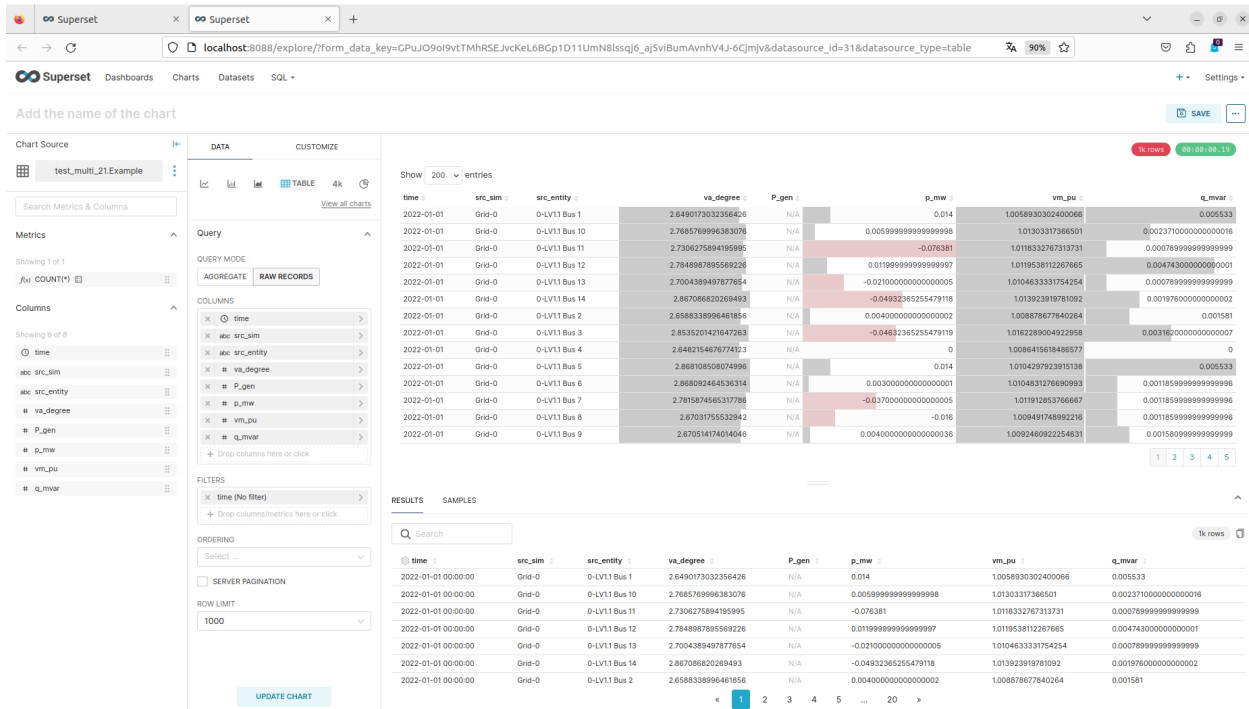 Superset × Superset × +
localhost:8088/explore/?form_data_key=GPuJO9oI9vtTMhRSEJvcKeL6BGp1D11UmN8lssqj6_aj5viBumAvnhV4J-6Cjmjv&datasource_id=31&datasource_type=table 90%
Superset Dashboards Charts Datasets SQL Settings
Add the name of the chart SAVE ...
Chart Source
test_multi_21.Example
Search Metrics & Columns
Metrics
Showing 1 of 1
f(x) COUNT(*)
Columns
Showing 8 of 8
time
abc src_sim
abc src_entity
# va_degree
# P_gen
# p_mw
# vm_pu
# q_mvar
DATA CUSTOMIZE
TABLE 4k
View all charts
Query
QUERY MODE
AGGREGATE RAW RECORDS
COLUMNS
× time
× abc src_sim
× abc src_entity
× # va_degree
× # P_gen
× # p_mw
× # vm_pu
× # q_mvar
+ Drop columns here or click
FILTERS
× time (No filter)
+ Drop columns/metrics here or click
ORDERING
Select ...
SERVER PAGINATION
ROW LIMIT
1000
UPDATE CHART
1k rows 00:00:00.19
Show 200 entries
time src_sim src_entity va_degree P_gen p_mw vm_pu q_mvar
2022-01-01 Grid-0 0-LV1.1 Bus 1 2.6490173032356426 N/A 0.014 1.0058930302400066 0.005533
2022-01-01 Grid-0 0-LV1.1 Bus 10 2.7685769996383076 N/A 0.005999999999999998 1.01303317366501 0.0023710000000000016
2022-01-01 Grid-0 0-LV1.1 Bus 11 2.7306275894195995 N/A -0.076381 1.0118332767313731 0.000789999999999999
2022-01-01 Grid-0 0-LV1.1 Bus 12 2.7848987895569226 N/A 0.011999999999999997 1.0119538112267665 0.004743000000000001
2022-01-01 Grid-0 0-LV1.1 Bus 13 2.7004389497877654 N/A -0.021000000000000005 1.0104633331754254 0.000789999999999999
2022-01-01 Grid-0 0-LV1.1 Bus 14 2.867086820269493 N/A -0.04932365255479118 1.013923919781092 0.001976000000000002
2022-01-01 Grid-0 0-LV1.1 Bus 2 2.6588338996461856 N/A 0.004000000000000002 1.008878677840264 0.001581
2022-01-01 Grid-0 0-LV1.1 Bus 3 2.8535201421647263 N/A -0.04632365255479119 1.0162289004922958 0.0031620000000000007
2022-01-01 Grid-0 0-LV1.1 Bus 4 2.6482154676774123 N/A 0 1.0086415618486577 0
2022-01-01 Grid-0 0-LV1.1 Bus 5 2.868108508074996 N/A 0.014 1.0104297923915138 0.005533
2022-01-01 Grid-0 0-LV1.1 Bus 6 2.868092464536314 N/A 0.003000000000000001 1.0104831276690993 0.0011859999999999996
2022-01-01 Grid-0 0-LV1.1 Bus 7 2.7815874565317786 N/A -0.037000000000000005 1.011912853766667 0.0011859999999999996
2022-01-01 Grid-0 0-LV1.1 Bus 8 2.67031755532942 N/A -0.016 1.009491748992216 0.0011859999999999996
2022-01-01 Grid-0 0-LV1.1 Bus 9 2.670514174014046 N/A 0.0040000000000000036 1.0092460922254631 0.001580999999999999
1 2 3 4 5
RESULTS SAMPLES
Search 1k rows
time src_sim src_entity va_degree P_gen p_mw vm_pu q_mvar
2022-01-01 00:00:00 Grid-0 0-LV1.1 Bus 1 2.6490173032356426 N/A 0.014 1.0058930302400066 0.005533
2022-01-01 00:00:00 Grid-0 0-LV1.1 Bus 10 2.7685769996383076 N/A 0.005999999999999998 1.01303317366501 0.0023710000000000016
2022-01-01 00:00:00 Grid-0 0-LV1.1 Bus 11 2.7306275894195995 N/A -0.076381 1.0118332767313731 0.000789999999999999
2022-01-01 00:00:00 Grid-0 0-LV1.1 Bus 12 2.7848987895569226 N/A 0.011999999999999997 1.0119538112267665 0.004743000000000001
2022-01-01 00:00:00 Grid-0 0-LV1.1 Bus 13 2.7004389497877654 N/A -0.021000000000000005 1.0104633331754254 0.000789999999999999
2022-01-01 00:00:00 Grid-0 0-LV1.1 Bus 14 2.867086820269493 N/A -0.04932365255479118 1.013923919781092 0.001976000000000002
2022-01-01 00:00:00 Grid-0 0-LV1.1 Bus 2 2.6588338996461856 N/A 0.004000000000000002 1.008878677840264 0.001581
« 1 2 3 4 5 ... 20 »